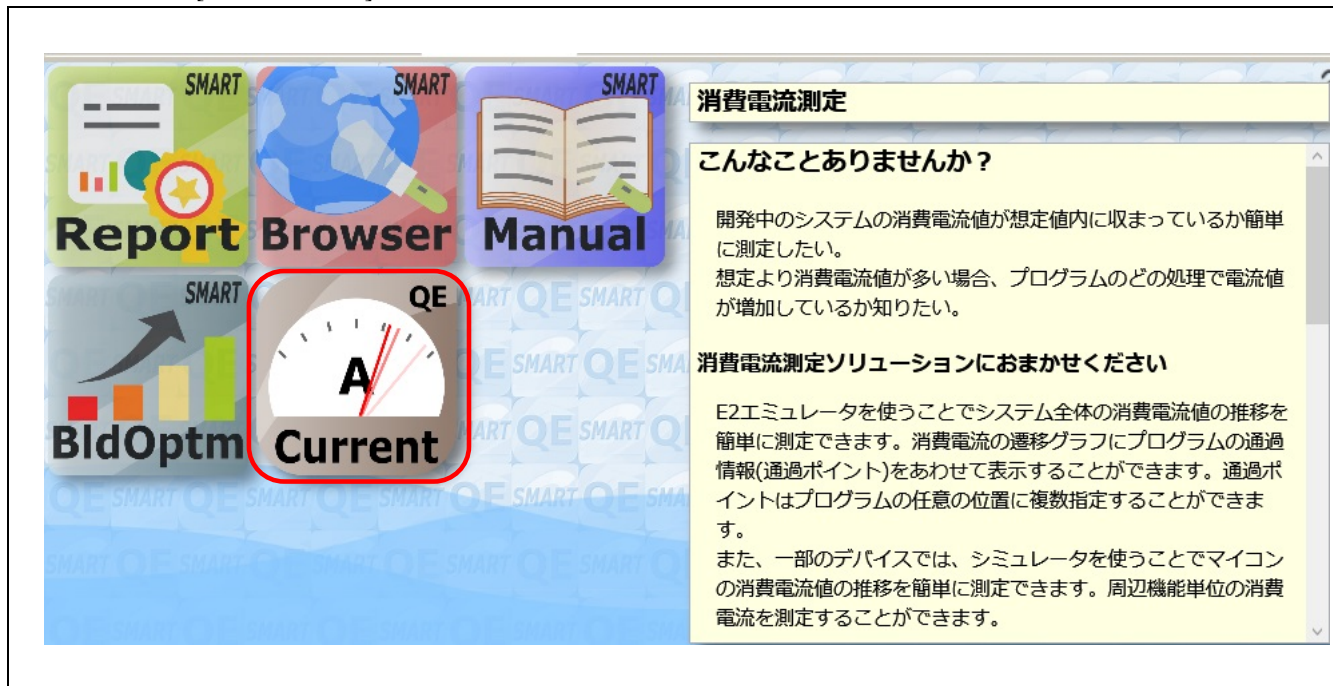 SMART
Report
SMART
Browser
SMART
Manual
SMART
BldOptm
QE
A
Current
消費電流測定
こんなことありませんか？
開発中のシステムの消費電流値が想定値内に収まっているか簡単
に測定したい。
想定より消費電流値が多い場合、プログラムのどの処理で電流値
が増加しているか知りたい。
消費電流測定ソリューションにおまかせください
E2エミュレータを使うことでシステム全体の消費電流値の推移を
簡単に測定できます。消費電流の遷移グラフにプログラムの通過
情報(通過ポイント)をあわせて表示することができます。通過ポ
イントはプログラムの任意の位置に複数指定することができま
す。
また、一部のデバイスでは、シミュレータを使うことでマイコン
の消費電流値の推移を簡単に測定できます。周辺機能単位の消費
電流を測定することができます。